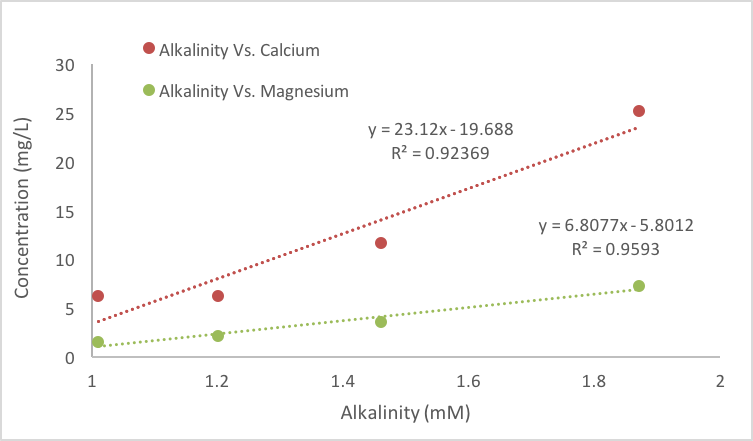 Alkalinity Vs. Calcium
Alkalinity Vs. Magnesium
30
25
20
15
10
5
0
Concentration (mg/L)
y = 23.12x - 19.688
R² = 0.92369
y = 6.8077x - 5.8012
R² = 0.9593
1 1.2 1.4 1.6 1.8 2
Alkalinity (mM)